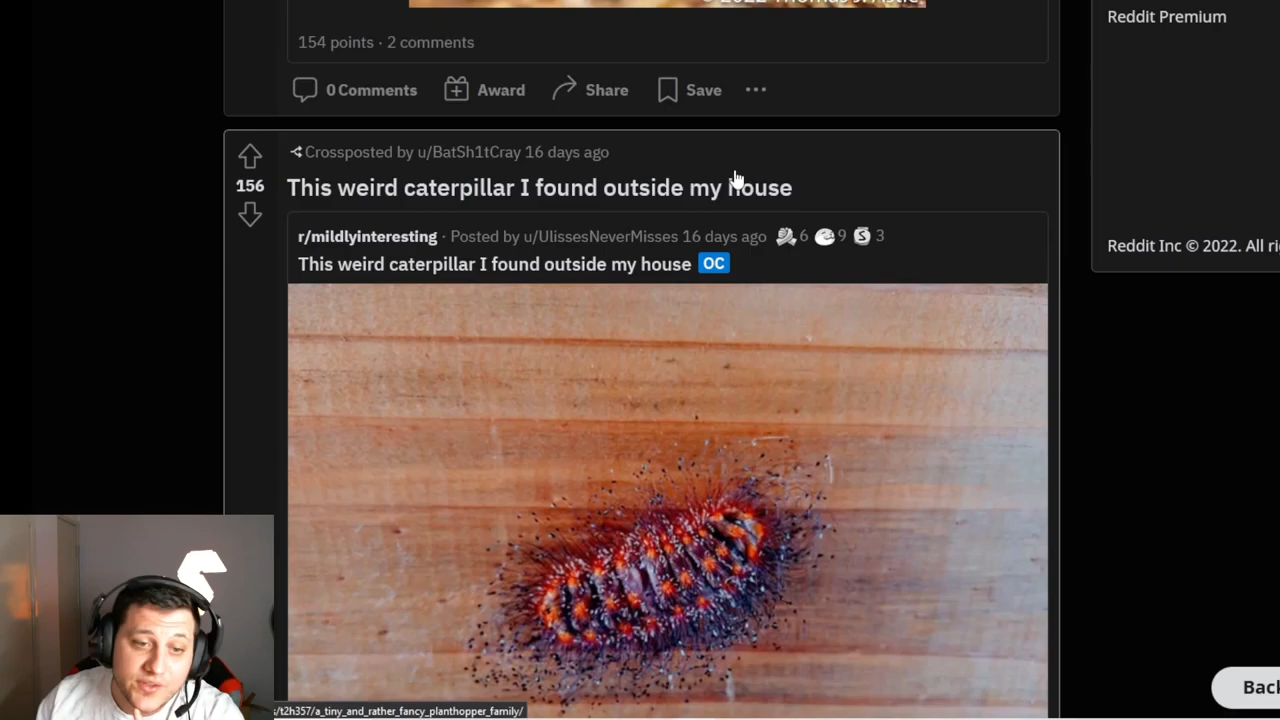 154 points · 2 comments
0 Comments Award Share Save
Crossposted by u/BatSh1tCray 16 days ago
156
This weird caterpillar I found outside my house
r/mildlyinteresting · Posted by u/UlissesNeverMisses 16 days ago 6 9 S 3
This weird caterpillar I found outside my house OC
Reddit Premium
Reddit Inc © 2022. All ri
Back
/t2h357/a_tiny_and_rather_fancy_planthopper_family/